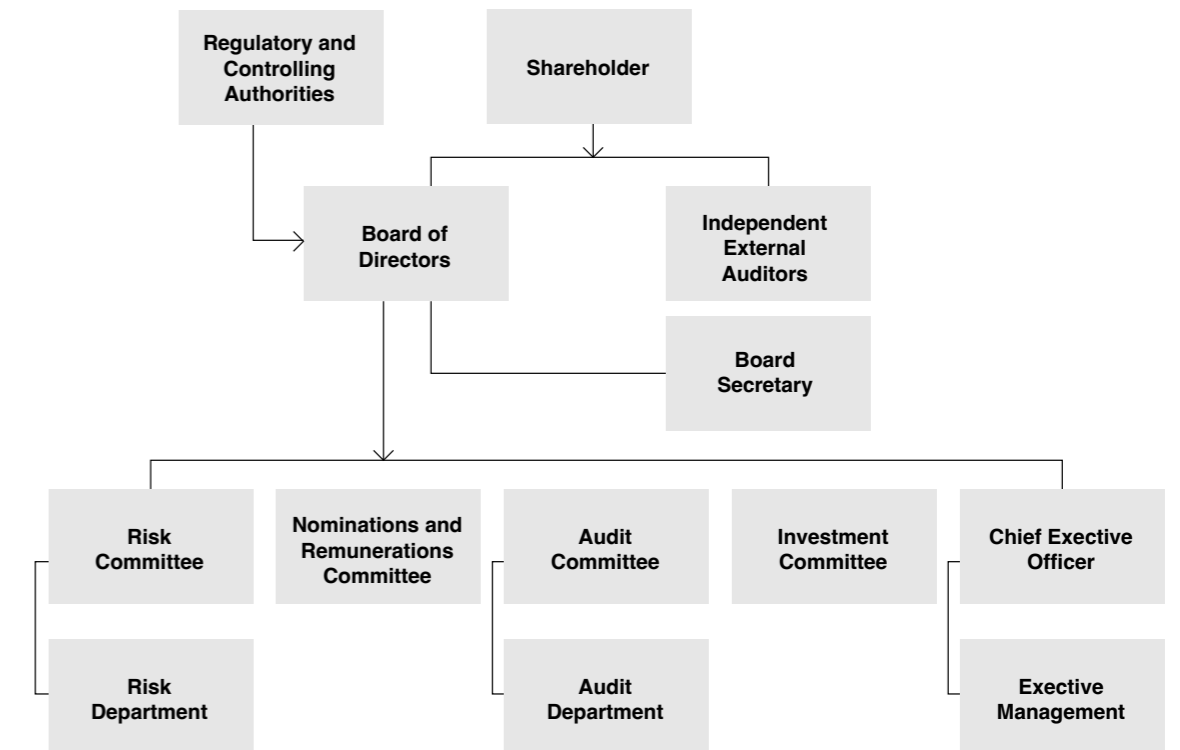 Regulatory and
Controlling
Authorities
Shareholder
Board of
Directors
Independent
External
Auditors
Board
Secretary
Risk
Committee
Nominations and
Remunerations
Committee
Audit
Committee
Investment
Committee
Chief Exective
Officer
Risk
Department
Audit
Department
Exective
Management